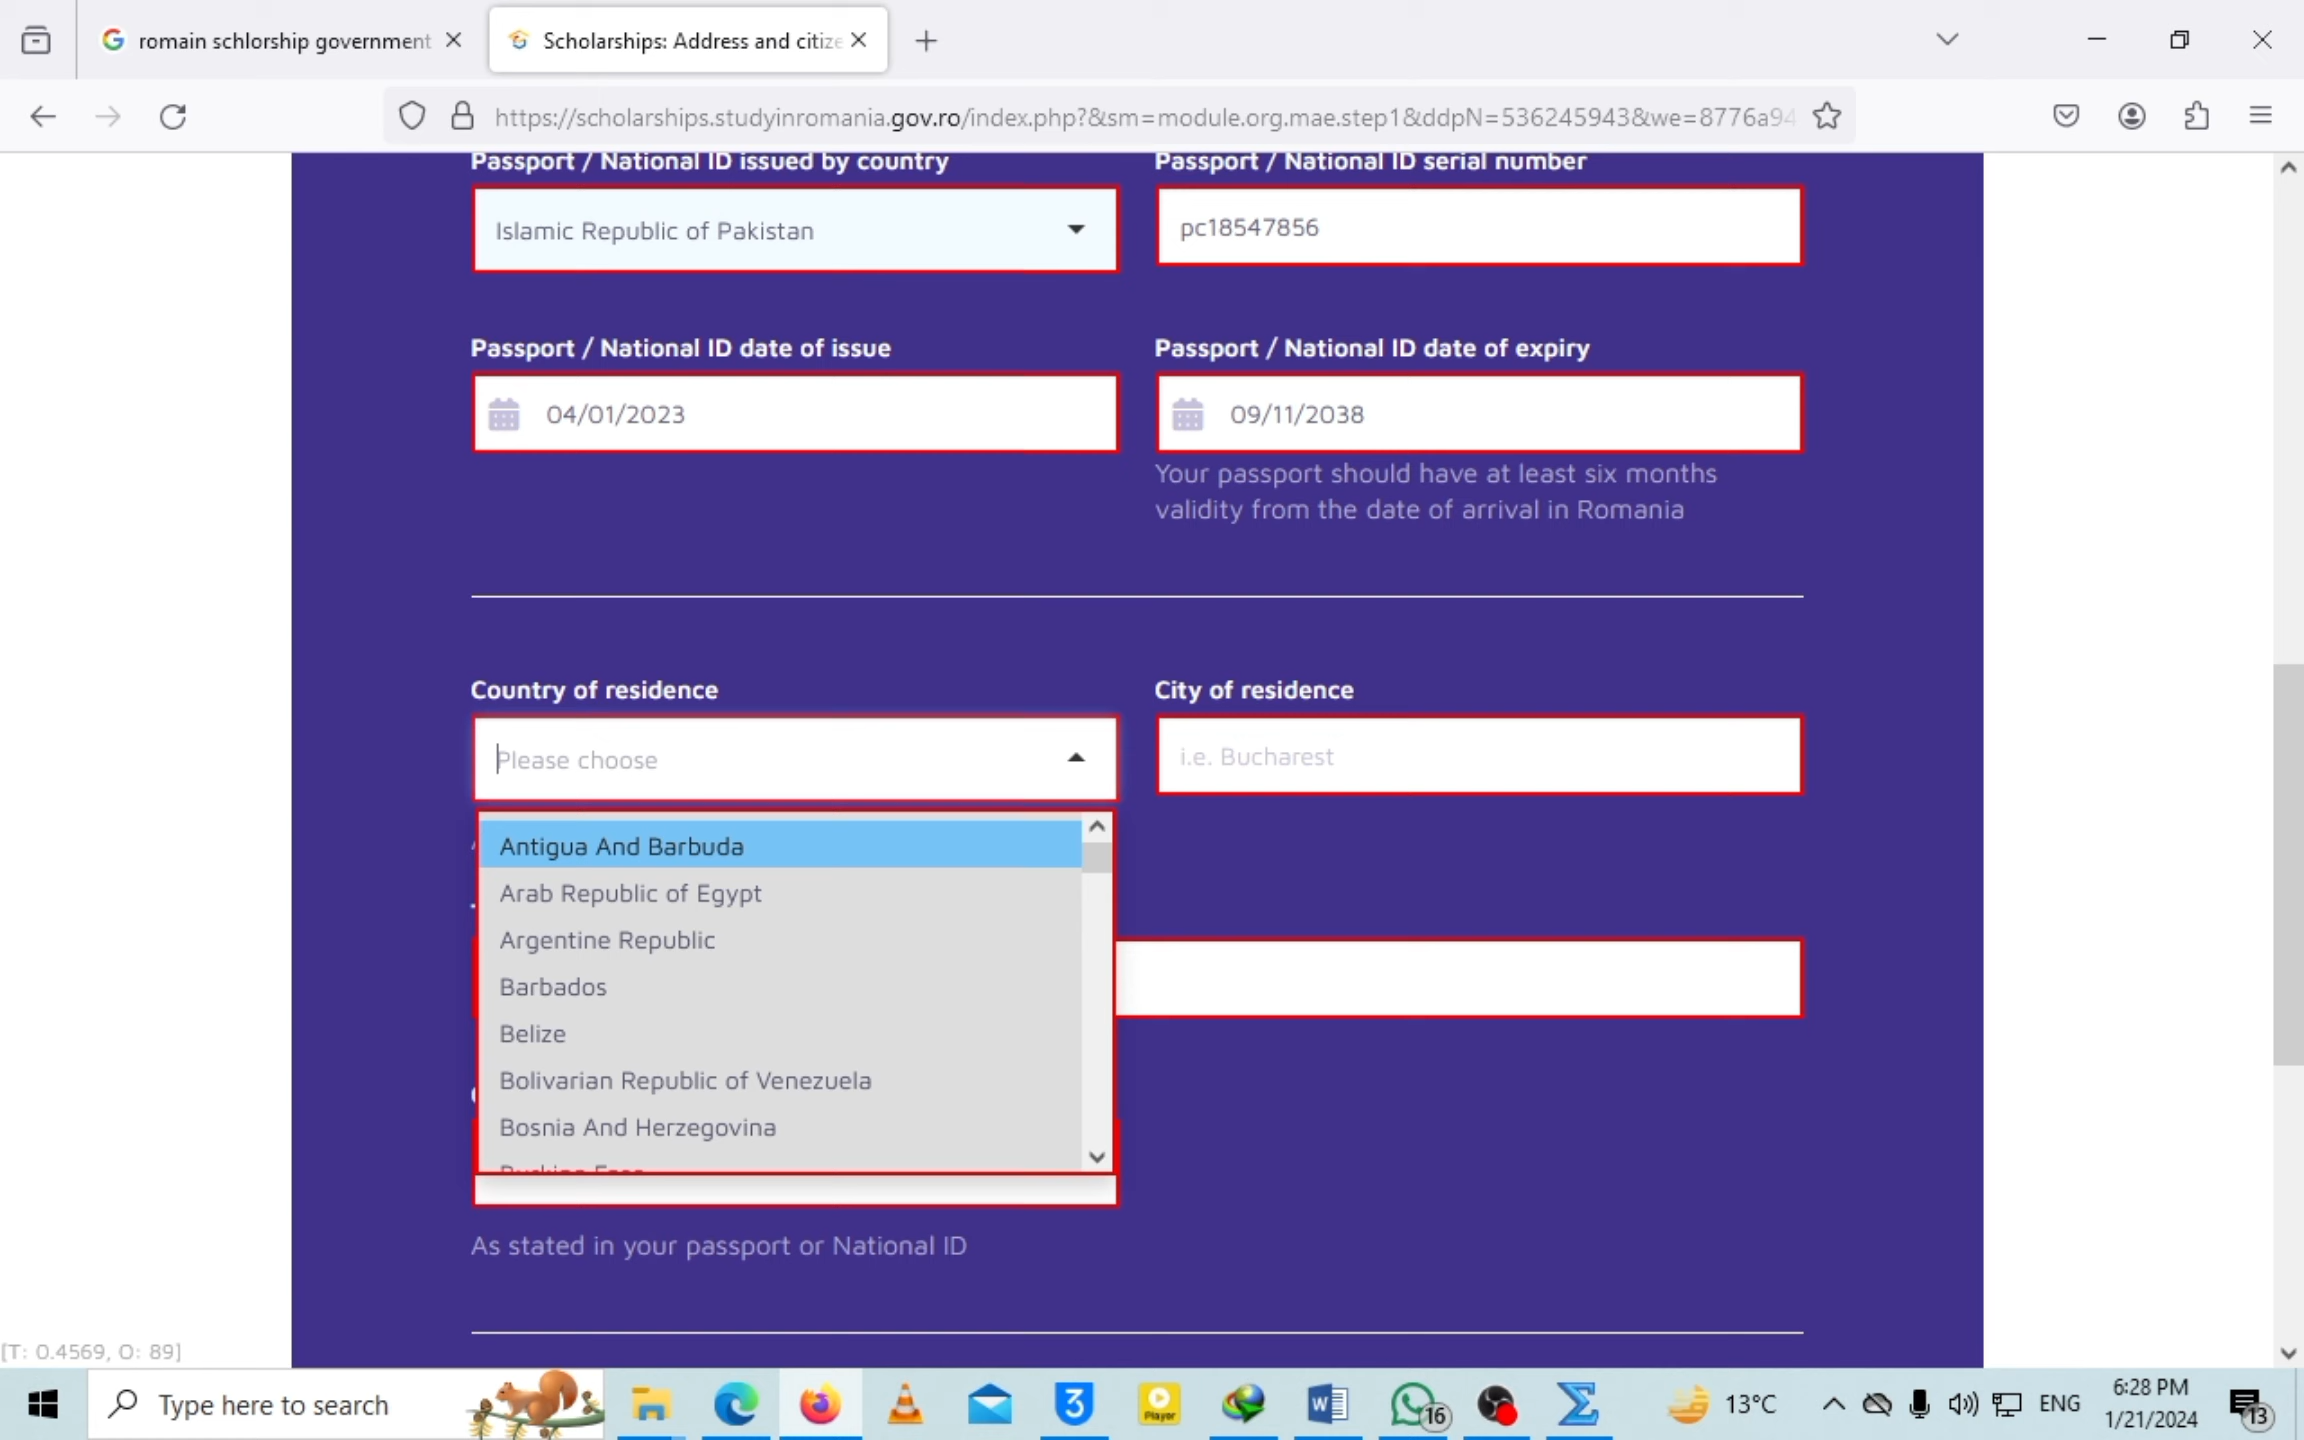 romain schlorship government
Scholarships: Address and citize
https://scholarships.studyinromania.gov.ro/index.php?&sm=module.org.mae.step1&ddpN=536245943&we=8776a94
Passport / National ID issued by country
Passport / National ID serial number
Islamic Republic of Pakistan
pc18547856
Passport / National ID date of issue
Passport / National ID date of expiry
04/01/2023
09/11/2038
Your passport should have at least six months
validity from the date of arrival in Romania
Country of residence
City of residence
Please choose
i.e. Bucharest
Antigua And Barbuda
Arab Republic of Egypt
Argentine Republic
Barbados
Belize
Bolivarian Republic of Venezuela
Bosnia And Herzegovina
As stated in your passport or National ID
[T: 0.4569, O: 89]
Type here to search
3
Player
16
13°C
ENG
6:28 PM
1/21/2024
13